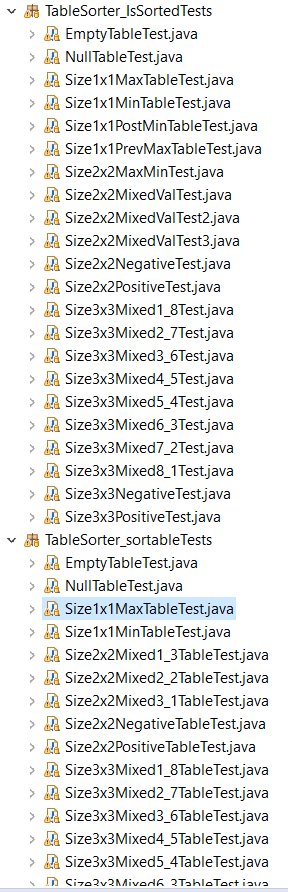 TableSorter_IsSortedTests
EmptyTableTest.java
NullTableTest.java
Size1x1MaxTableTest.java
Size1x1MinTableTest.java
Size1x1PostMinTableTest.java
Size1x1PrevMaxTableTest.java
Size2x2MaxMinTest.java
Size2x2MixedValTest.java
Size2x2MixedValTest2.java
Size2x2MixedValTest3.java
Size2x2NegativeTest.java
Size2x2PositiveTest.java
Size3x3Mixed1_8Test.java
Size3x3Mixed2_7Test.java
Size3x3Mixed3_6Test.java
Size3x3Mixed4_5Test.java
Size3x3Mixed5_4Test.java
Size3x3Mixed6_3Test.java
Size3x3Mixed7_2Test.java
Size3x3Mixed8_1Test.java
Size3x3NegativeTest.java
Size3x3PositiveTest.java
TableSorter_sortableTests
EmptyTableTest.java
NullTableTest.java
Size1x1MaxTableTest.java
Size1x1MinTableTest.java
Size2x2Mixed1_3TableTest.java
Size2x2Mixed2_2TableTest.java
Size2x2Mixed3_1TableTest.java
Size2x2NegativeTableTest.java
Size2x2PositiveTableTest.java
Size3x3Mixed1_8TableTest.java
Size3x3Mixed2_7TableTest.java
Size3x3Mixed3_6TableTest.java
Size3x3Mixed4_5TableTest.java
Size3x3Mixed5_4TableTest.java
Size3x3Mixed6_3TableTest.java